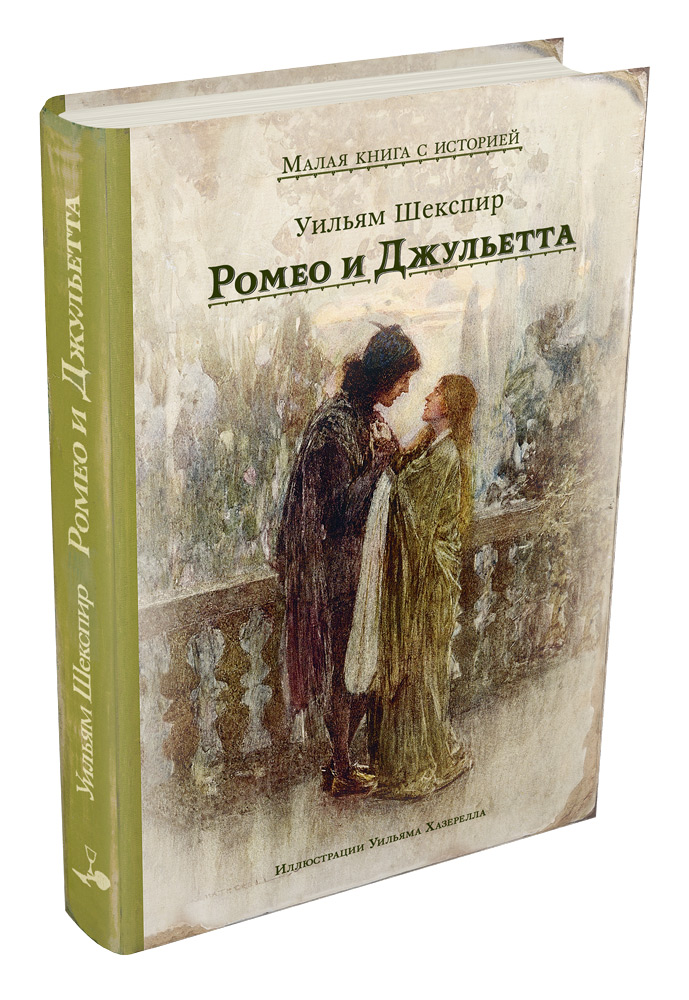 Малая книга с историей
Уильям Шекспир
Ромео и Джульетта
Иллюстрации Уильяма Хазерелла
Уильям Шекспир Ромео и Джульетта